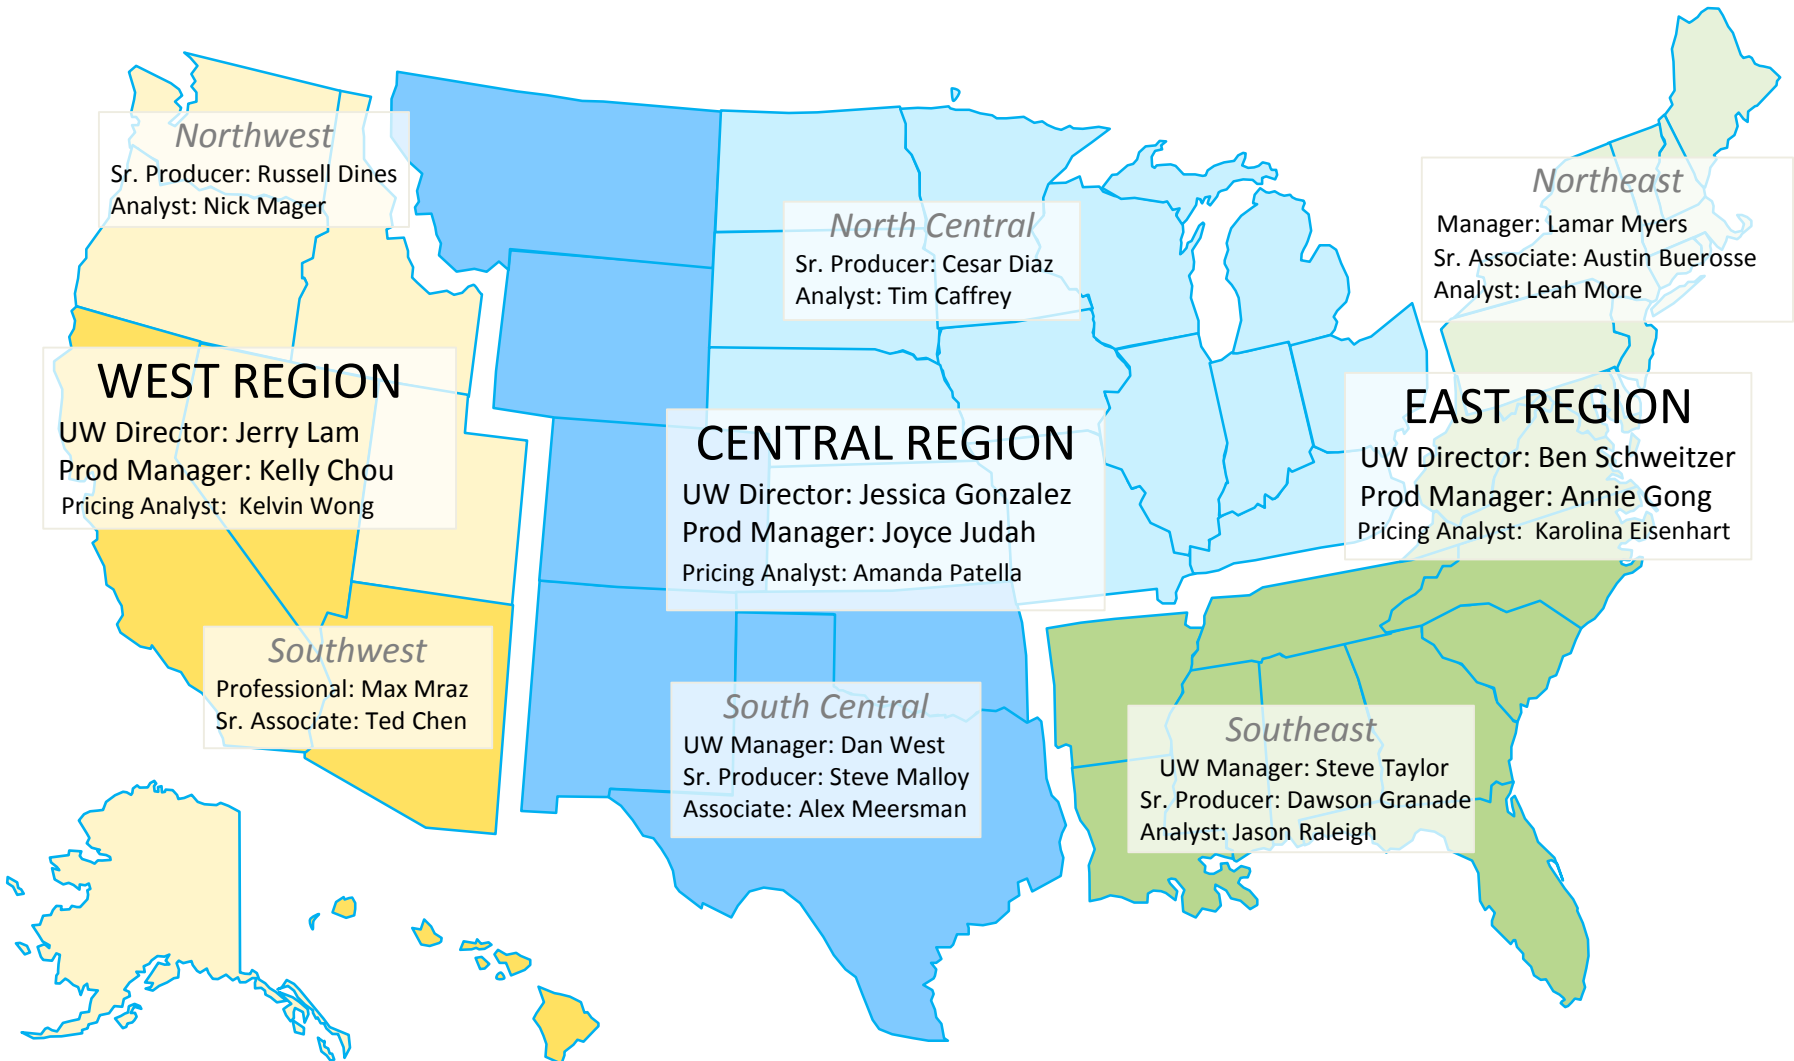 Northwest
Sr. Producer: Russell Dines
Analyst: Nick Mager
WEST REGION
UW Director: Jerry Lam
Prod Manager: Kelly Chou
Pricing Analyst:  Kelvin Wong
Southwest
Professional: Max Mraz
Sr. Associate: Ted Chen
North Central
Sr. Producer: Cesar Diaz
Analyst: Tim Caffrey
CENTRAL REGION
UW Director: Jessica Gonzalez
Prod Manager: Joyce Judah
Pricing Analyst: Amanda Patella
South Central
UW Manager: Dan West
Sr. Producer: Steve Malloy
Associate: Alex Meersman
Northeast
Manager: Lamar Myers
Sr. Associate: Austin Buerosse
Analyst: Leah More
EAST REGION
UW Director: Ben Schweitzer
Prod Manager: Annie Gong
Pricing Analyst:  Karolina Eisenhart
Southeast
UW Manager: Steve Taylor
Sr. Producer: Dawson Granade
Analyst: Jason Raleigh